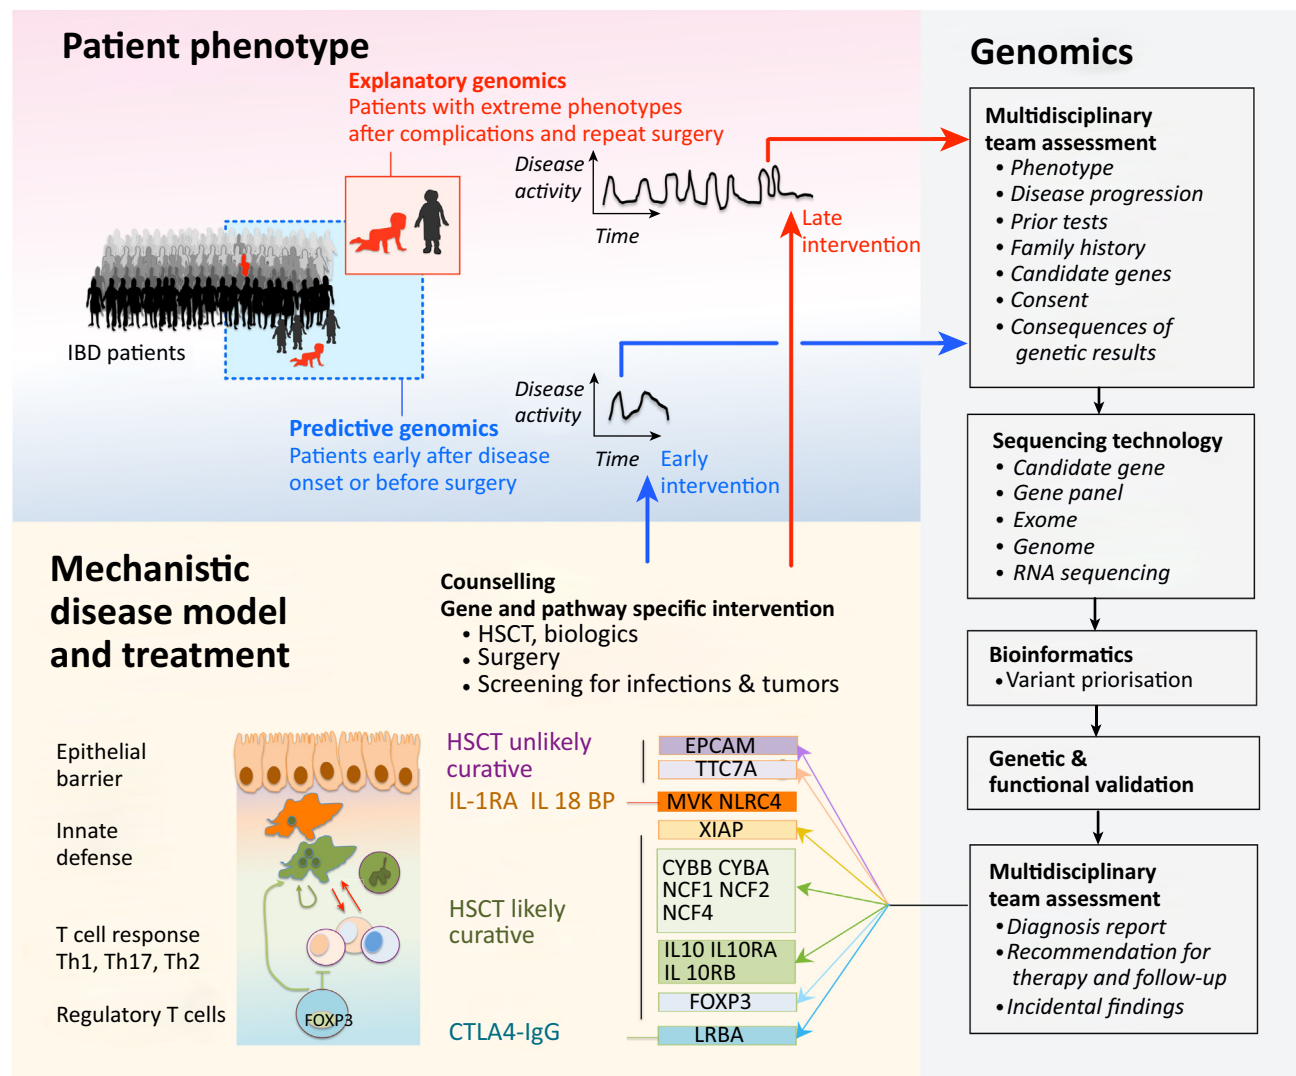 Patient phenotype
Explanatory genomics
Patients with extreme phenotypes
after complications and repeat surgery
Disease
activity
Time
Late
intervention
IBD patients
Predictive genomics
Patients early after disease
onset or before surgery
Disease
activity
Time
Early
intervention
Genomics
Multidisciplinary
team assessment
• Phenotype
• Disease progression
• Prior tests
• Family history
• Candidate genes
• Consent
• Consequences of
genetic results
Sequencing technology
• Candidate gene
• Gene panel
• Exome
• Genome
• RNA sequencing
Bioinformatics
• Variant priorisation
Genetic &
functional validation
Multidisciplinary
team assessment
• Diagnosis report
• Recommendation for
therapy and follow-up
• Incidental findings
Mechanistic
disease model
and treatment
Counselling
Gene and pathway specific intervention
• HSCT, biologics
• Surgery
• Screening for infections & tumors
Epithelial
barrier
Innate
defense
T cell response
Th1, Th17, Th2
Regulatory T cells
FOXP3
HSCT unlikely
curative
IL-1RA IL 18 BP
HSCT likely
curative
CTLA4-IgG
EPCAM
TTC7A
MVK NLRC4
XIAP
CYBB CYBA
NCF1 NCF2
NCF4
IL10 IL10RA
IL 10RB
FOXP3
LRBA